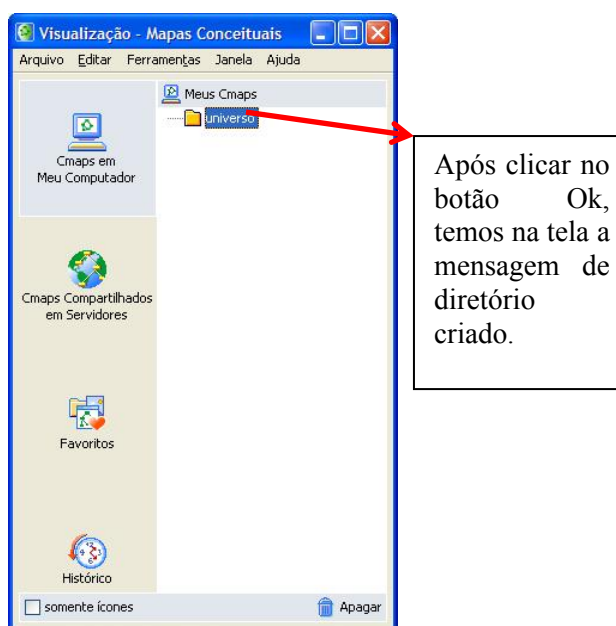 Visualização - Mapas Conceituais
Arquivo Editar Ferramentas Janela Ajuda
Meus Cmaps
universo
Cmaps em
Meu Computador
Cmaps Compartilhados
em Servidores
Favoritos
Histórico
somente ícones
Apagar
Após clicar no
botão Ok,
temos na tela a
mensagem de
diretório
criado.